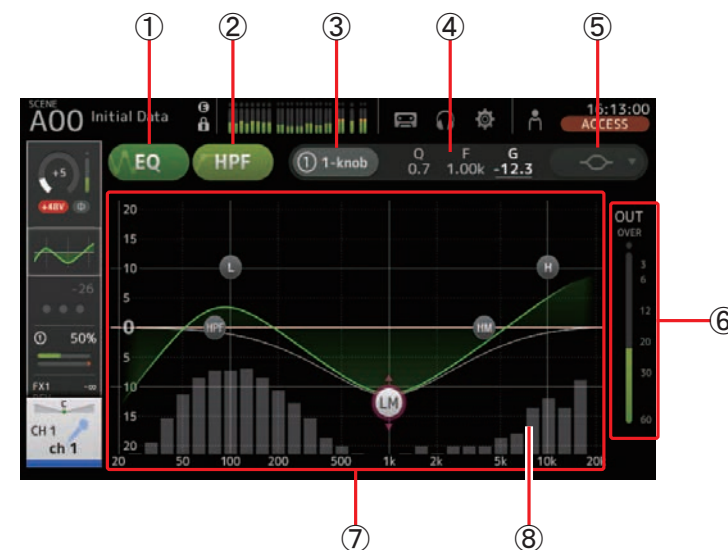 ① ② ③ ④ ⑤
SCENE
A00 Initial Data
E
16:13:00
ACCESS
EQ HPF ① 1-knob
Q F G
0.7 1.00k -12.3
+5
+48V Φ
-26
① 50%
FX1 -∞
C
CH 1
ch 1
20
15
10
5
0
5
10
15
20
L H
HPF HM
LM
20 50 100 200 500 1k 2k 5k 10k 20k
OUT
OVER
3
6
12
20
30
60
⑥
⑦ ⑧